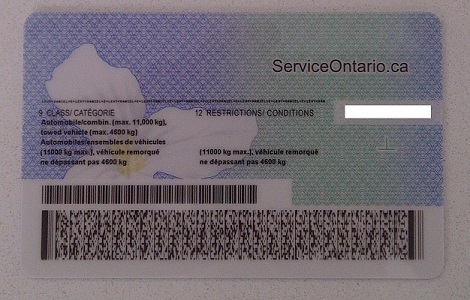 ServiceOntario.ca
9 CLASS/ CATÉGORIE 12 RESTRICTIONS/ CONDITIONS
Automobile/combin. (max. 11,000 kg),
towed vehicle (max. 4600 kg)
Automobiles/ensembles de véhicules
(11000 kg max.), véhicule remorqué (11000 kg max.), véhicule remorqué
ne dépassant pas 4600 kg ne dépassant pas 4600 kg